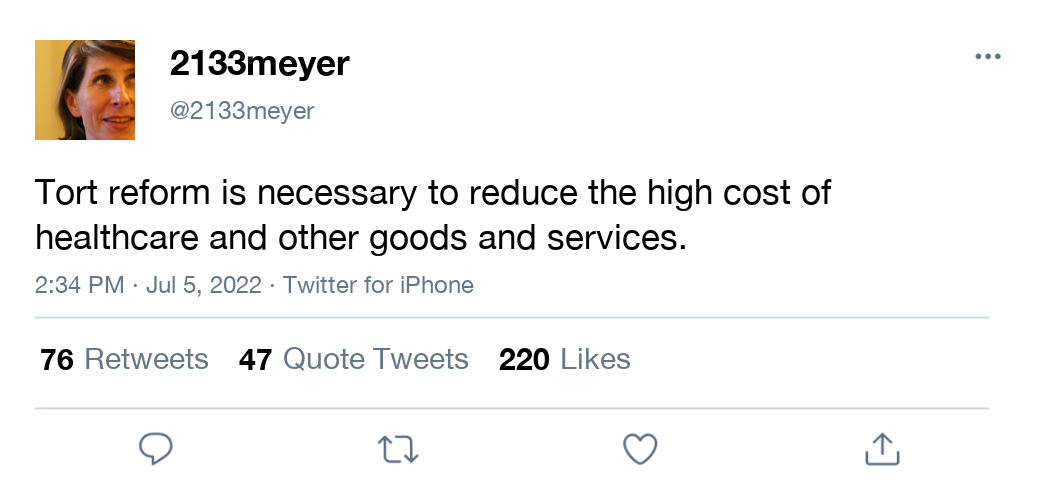 2133meyer
@2133meyer
Tort reform is necessary to reduce the high cost of
healthcare and other goods and services.
2:34 PM · Jul 5, 2022 · Twitter for iPhone
76 Retweets 47 Quote Tweets 220 Likes